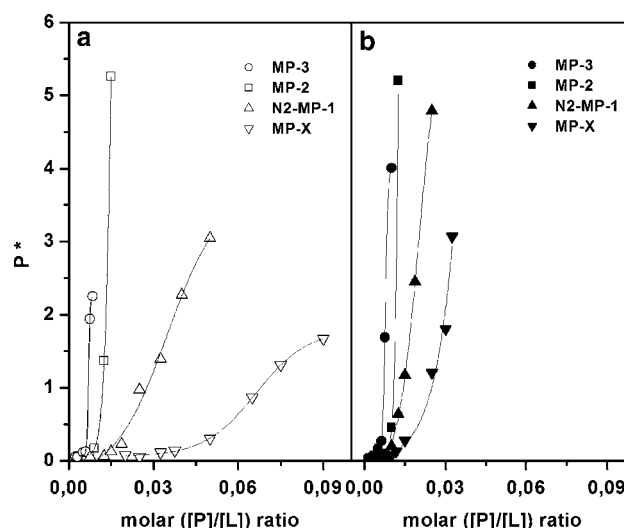 a
b
MP-3
MP-2
N2-MP-1
MP-X
MP-3
MP-2
N2-MP-1
MP-X
P *
6
5
4
3
2
1
0
0,00 0,03 0,06 0,09
0,00 0,03 0,06 0,09
molar ([P]/[L]) ratio
molar ([P]/[L]) ratio